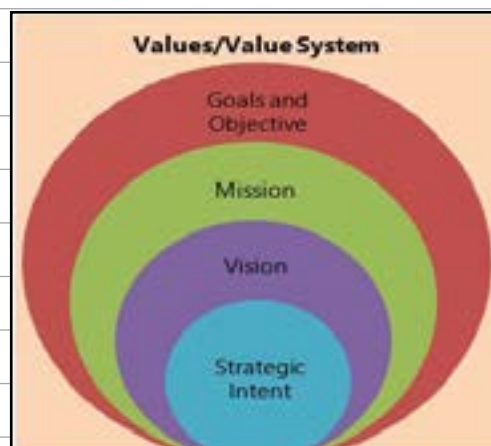 Values/Value System
Goals and
Objective
Mission
Vision
Strategic
Intent